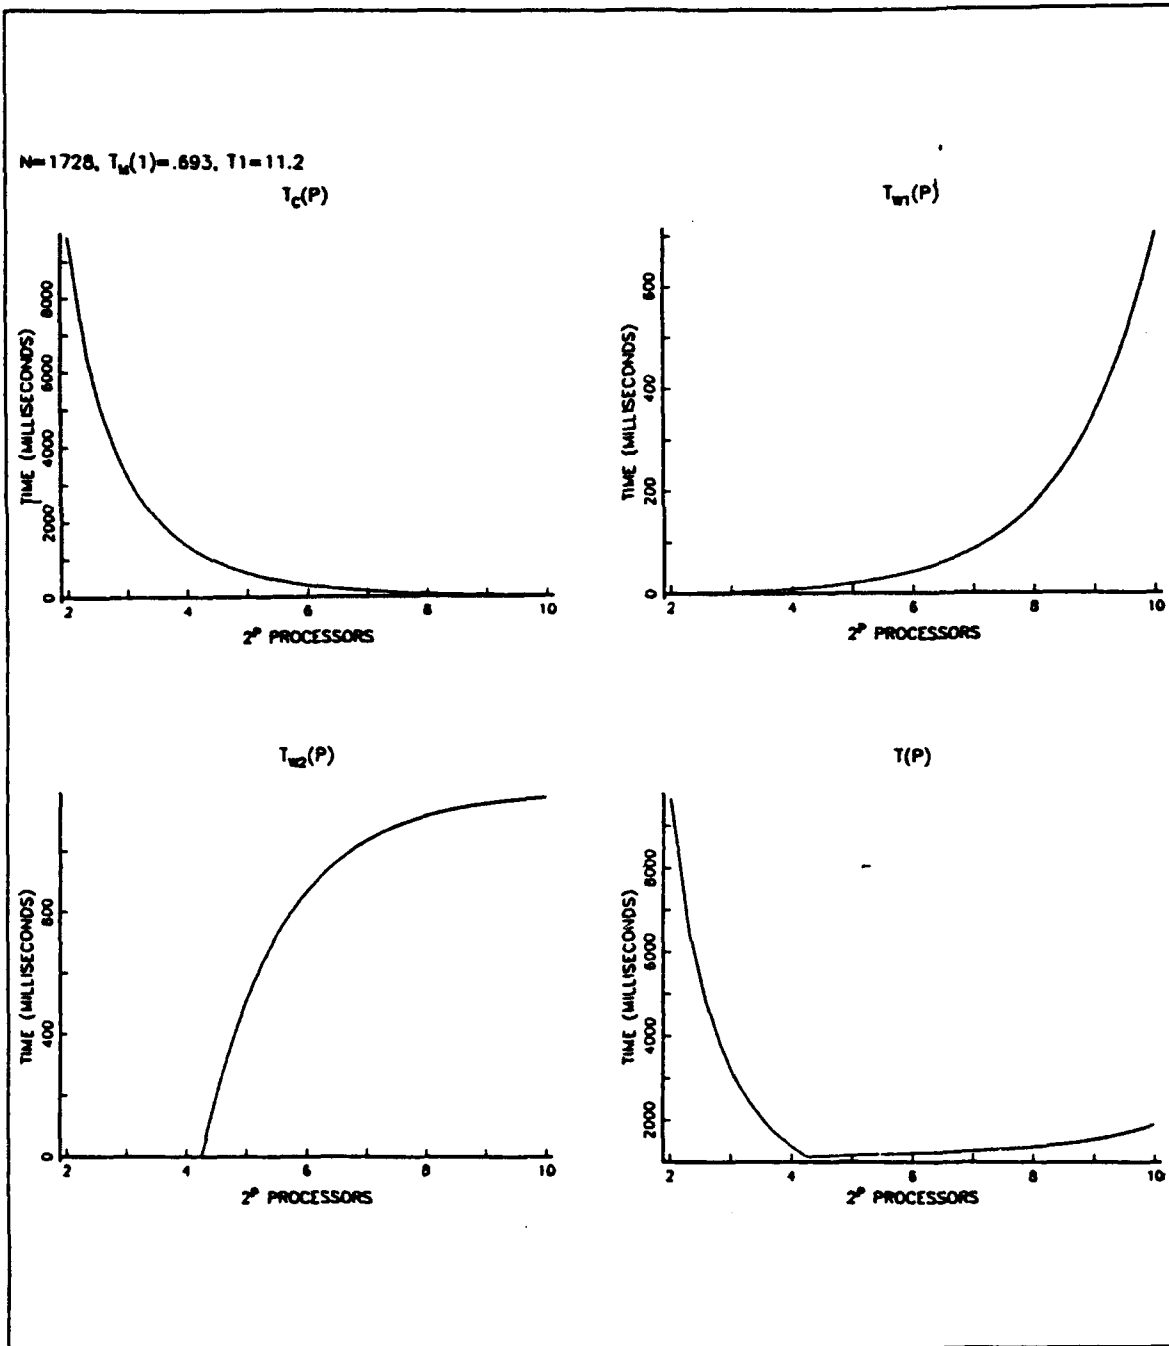 N=1728, T_M(1)=.693, T1=11.2
T_C(P)
TIME (MILLISECONDS)
0 2000 4000 6000 8000
2 4 6 8 10
2^P PROCESSORS
T_W1(P)
TIME (MILLISECONDS)
0 200 400 600
2 4 6 8 10
2^P PROCESSORS
T_W2(P)
TIME (MILLISECONDS)
0 400 800
2 4 6 8 10
2^P PROCESSORS
T(P)
TIME (MILLISECONDS)
2000 4000 6000 8000
2 4 6 8 10
2^P PROCESSORS